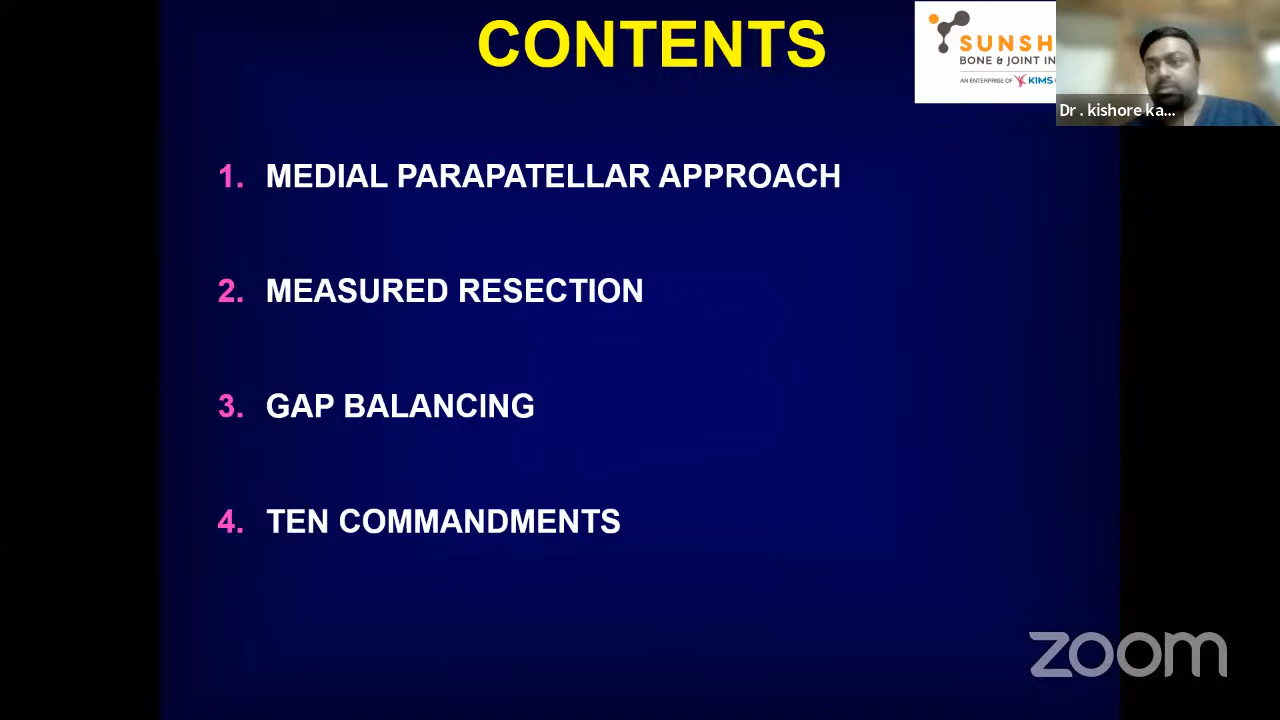 CONTENTS
SUNSH
BONE & JOINT IN
AN ENTERPRISE OF KIMS
Dr . kishore ka...
1. MEDIAL PARAPATELLAR APPROACH
2. MEASURED RESECTION
3. GAP BALANCING
4. TEN COMMANDMENTS
zoom